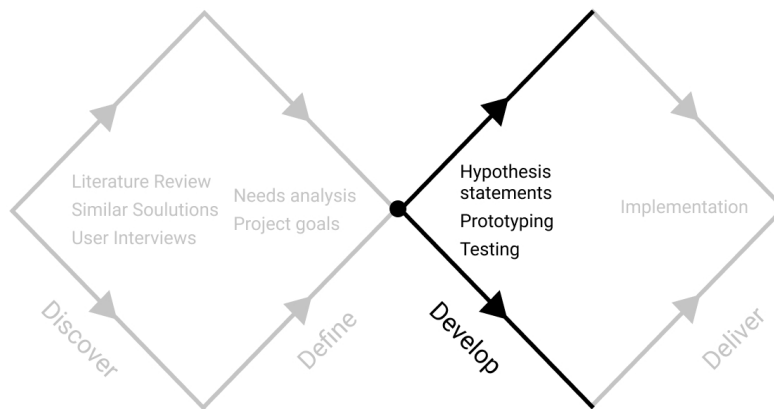 Literature Review
Similar Soulutions
User Interviews
Discover
Needs analysis
Project goals
Define
Hypothesis
statements
Prototyping
Testing
Develop
Implementation
Deliver